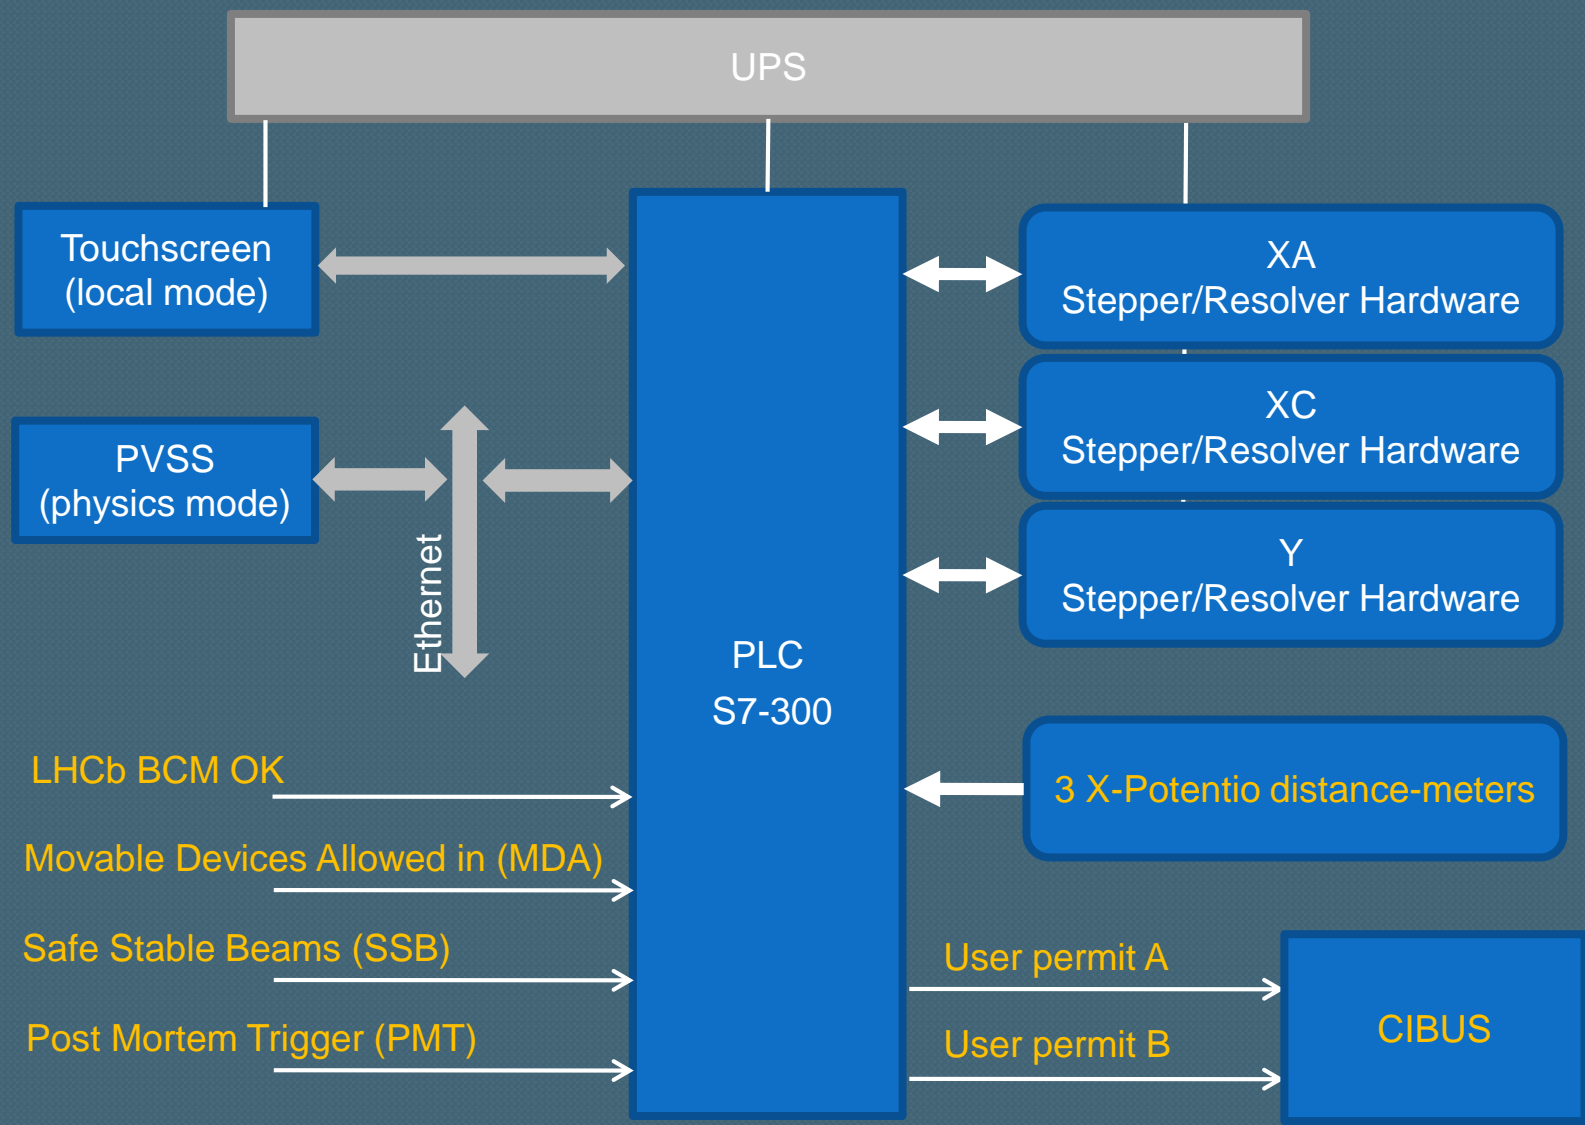 UPS
Touchscreen
(local mode)
XA
Stepper/Resolver Hardware
XC
Stepper/Resolver Hardware
PVSS
(physics mode)
Ethernet
Y
Stepper/Resolver Hardware
PLC
S7-300
LHCb BCM OK
3 X-Potentio distance-meters
Movable Devices Allowed in (MDA)
Safe Stable Beams (SSB)
User permit A
Post Mortem Trigger (PMT)
User permit B
CIBUS